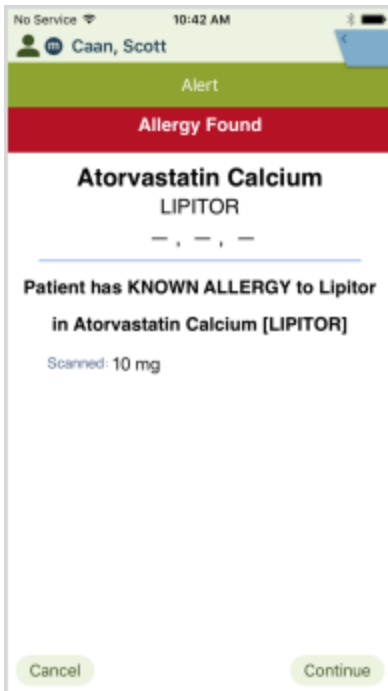 No Service 10:42 AM
m Caan, Scott
Alert
Allergy Found
Atorvastatin Calcium
LIPITOR
— , — , —
Patient has KNOWN ALLERGY to Lipitor
in Atorvastatin Calcium [LIPITOR]
Scanned: 10 mg
Cancel Continue